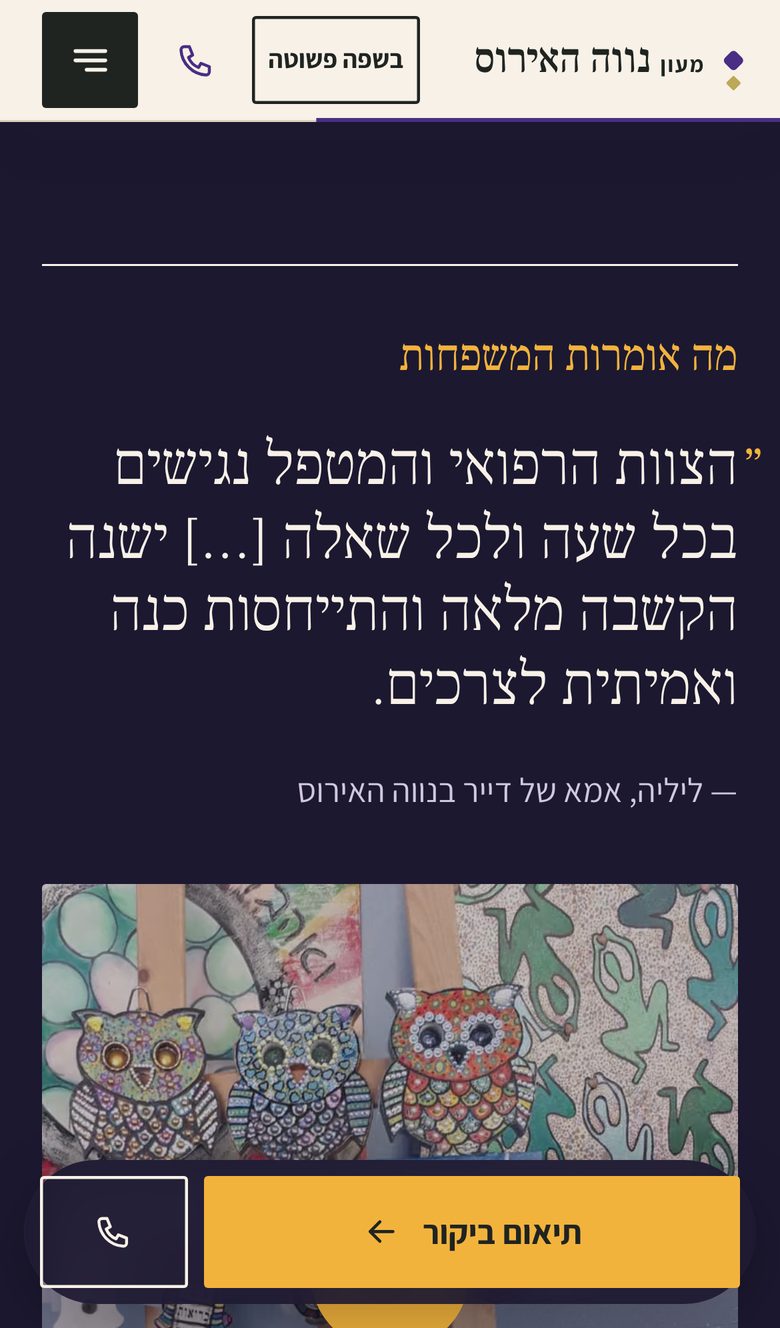 מעון נווה האירוס
בשפה פשוטה
מה אומרות המשפחות
”הצוות הרפואי והמטפל נגישים
בכל שעה ולכל שאלה [...] ישנה
הקשבה מלאה והתייחסות כנה
ואמיתית לצרכים.
— ליליה, אמא של דייר בנווה האירוס
תיאום ביקור ←
בריאות